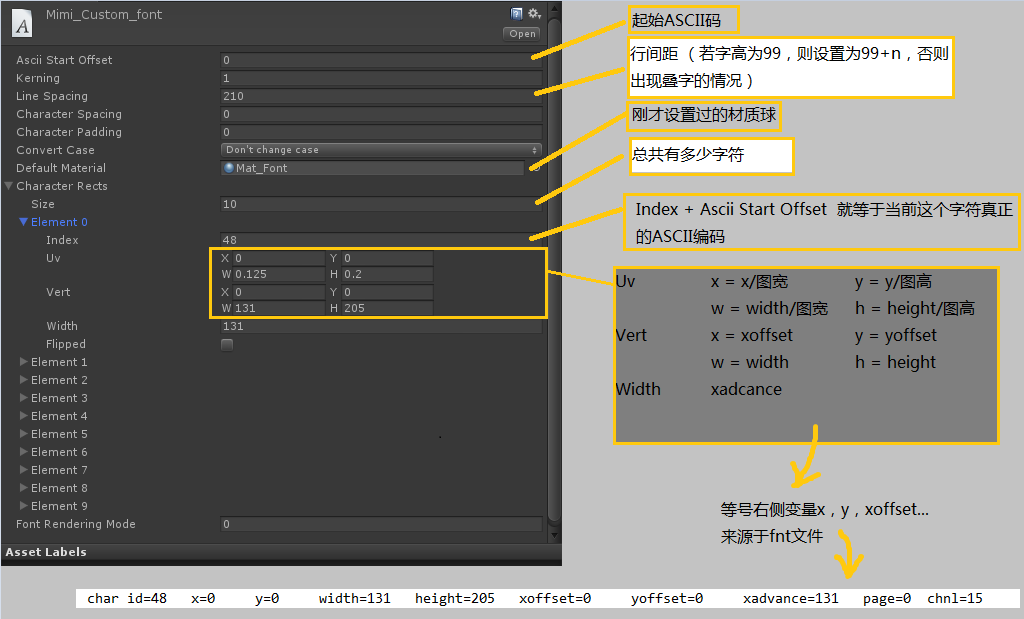 Mimi_Custom_font
Open
Ascii Start Offset 0
Kerning 1
Line Spacing 210
Character Spacing 0
Character Padding 0
Convert Case Don't change case
Default Material Mat_Font
Character Rects
Size 10
Element 0
Index 48
Uv X 0 Y 0
W 0.125 H 0.2
Vert X 0 Y 0
W 131 H 205
Width 131
Flipped
Element 1
Element 2
Element 3
Element 4
Element 5
Element 6
Element 7
Element 8
Element 9
Font Rendering Mode 0
Asset Labels
起始ASCII码
行间距 （ 若字高为99，则设置为99+n，否则
出现叠字的情况 ）
刚才设置过的材质球
总共有多少字符
Index + Ascii Start Offset 就等于当前这个字符真正
的ASCII编码
Uv x = x/图宽 y = y/图高
w = width/图宽 h = height/图高
Vert x = xoffset y = yoffset
w = width h = height
Width xadcance
等号右侧变量x，y，xoffset...
来源于fnt文件
char id=48 x=0 y=0 width=131 height=205 xoffset=0 yoffset=0 xadvance=131 page=0 chnl=15